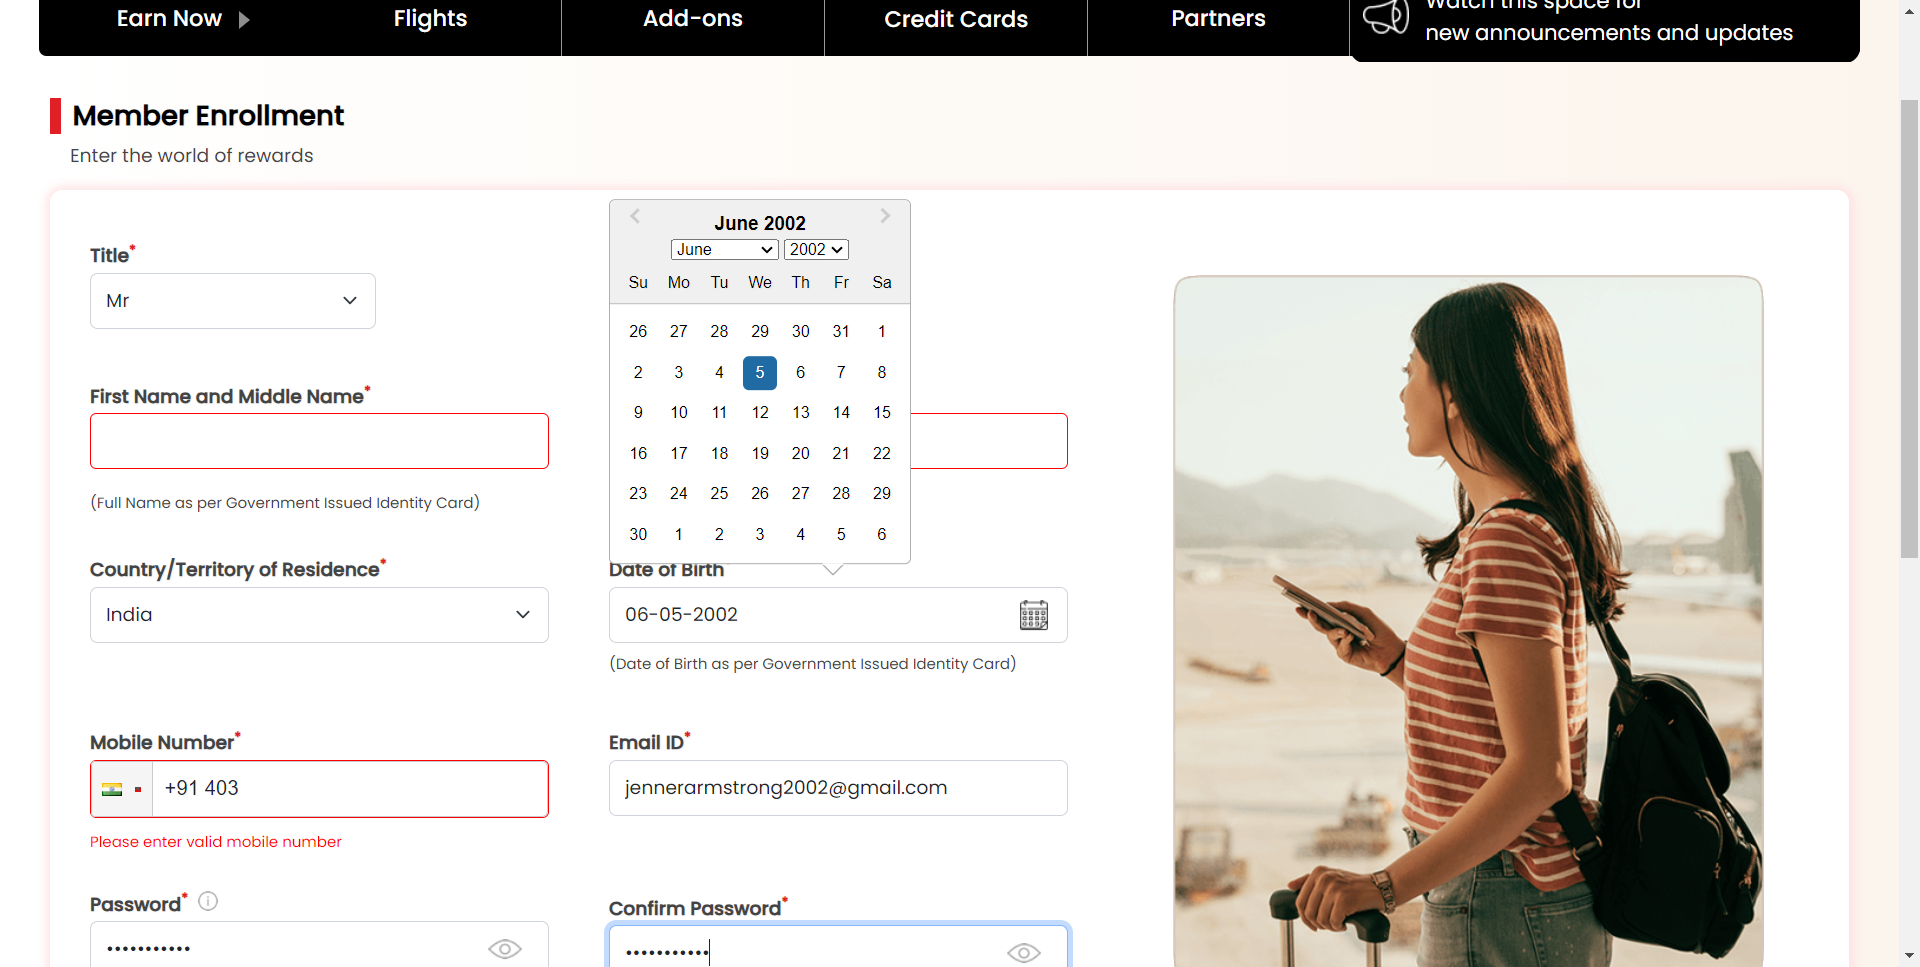 Earn Now
Flights
Add-ons
Credit Cards
Partners
Watch this space for
new announcements and updates
Member Enrollment
Enter the world of rewards
Title*
Mr
June 2002
June 2002
Su Mo Tu We Th Fr Sa
26 27 28 29 30 31 1
2 3 4 5 6 7 8
9 10 11 12 13 14 15
16 17 18 19 20 21 22
23 24 25 26 27 28 29
30 1 2 3 4 5 6
First Name and Middle Name*
(Full Name as per Government Issued Identity Card)
Country/Territory of Residence*
India
Date of Birth
06-05-2002
(Date of Birth as per Government Issued Identity Card)
Mobile Number*
+91 403
Please enter valid mobile number
Email ID*
jennerarmstrong2002@gmail.com
Password*
•••••••••••
Confirm Password*
•••••••••••